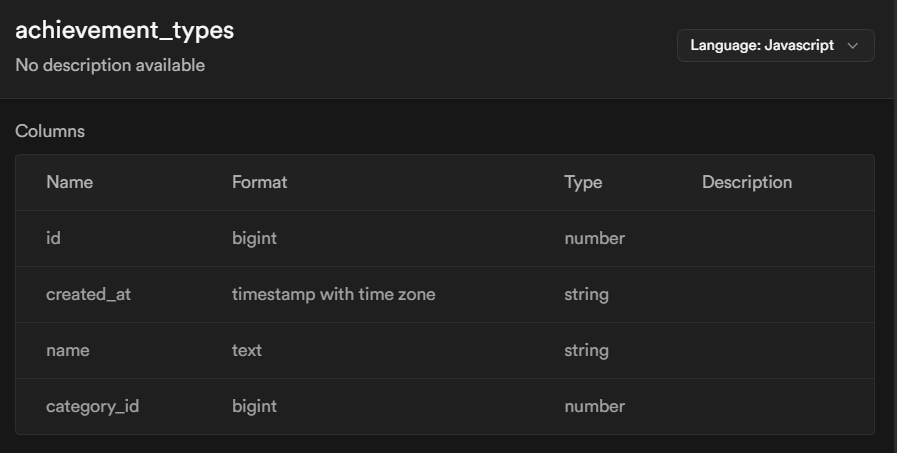 achievement_types
No description available
Language: Javascript
Columns
Name Format Type Description
id bigint number
created_at timestamp with time zone string
name text string
category_id bigint number